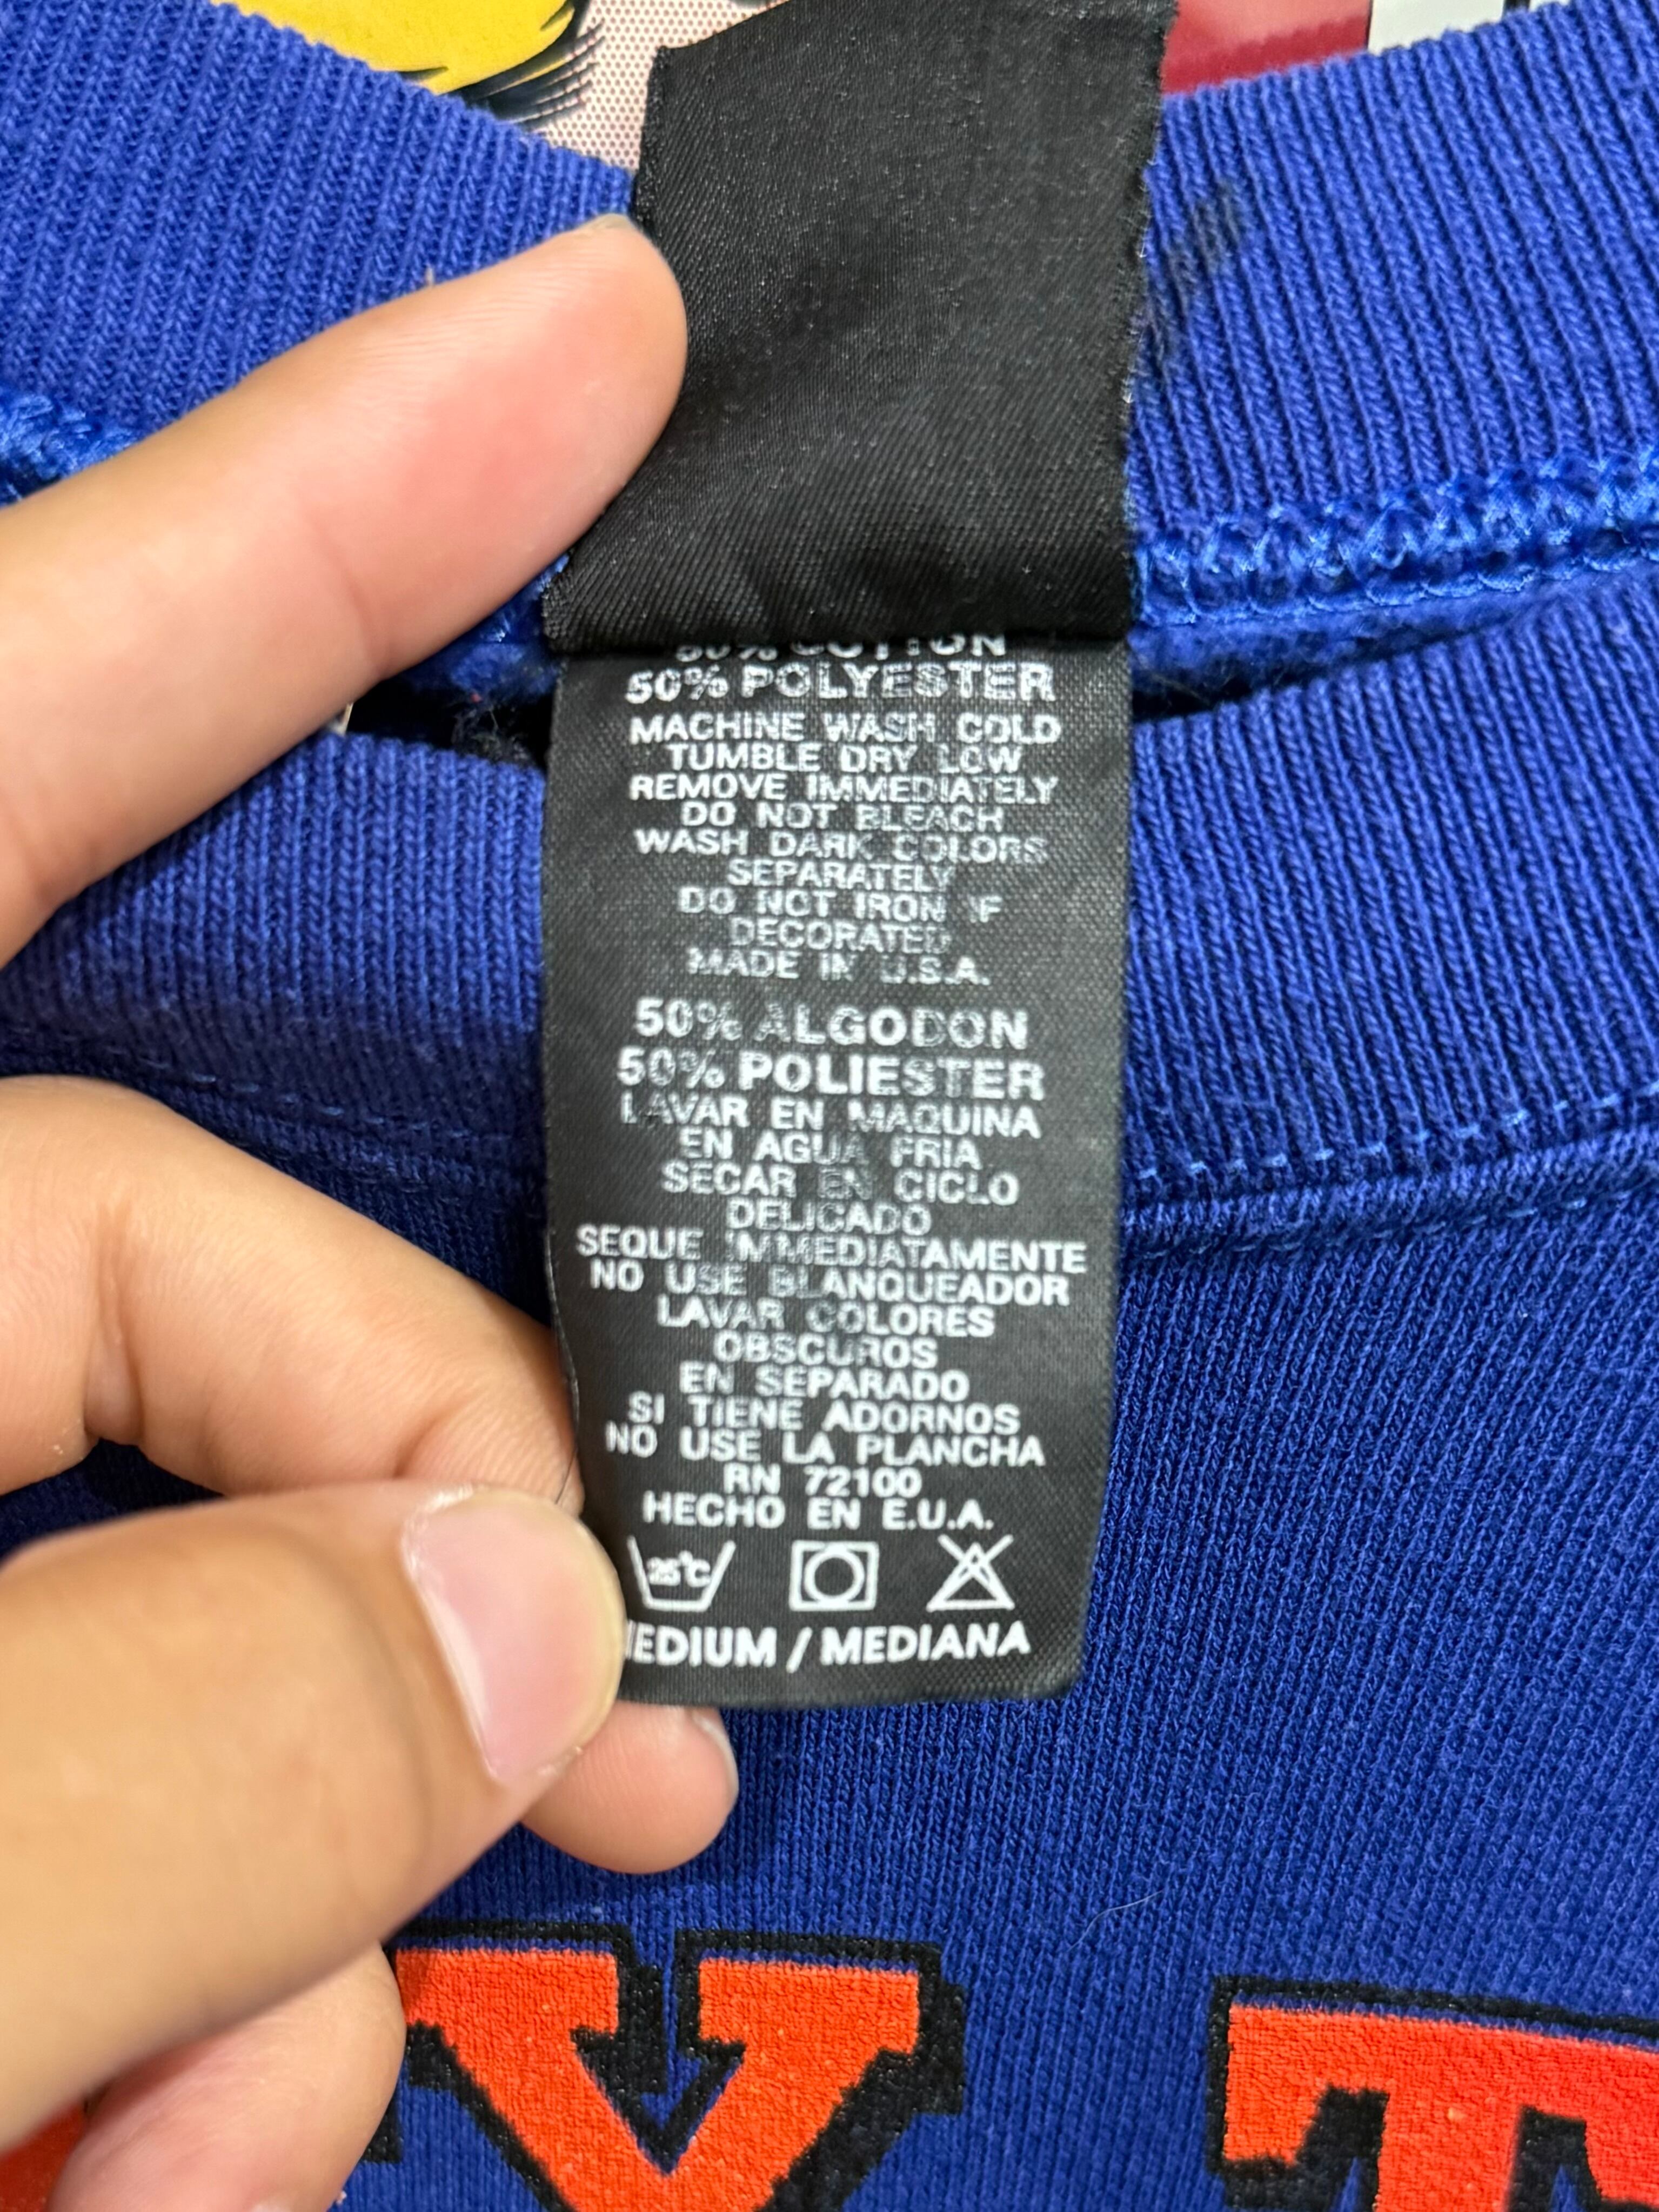 50% COTTON
50% POLYESTER
MACHINE WASH COLD
TUMBLE DRY LOW
REMOVE IMMEDIATELY
DO NOT BLEACH
WASH DARK COLORS
SEPARATELY
DO NOT IRON IF
DECORATED
MADE IN U.S.A.
50% ALGODON
50% POLIESTER
LAVAR EN MAQUINA
EN AGUA FRIA
SECAR EN CICLO
DELICADO
SEQUE IMMEDIATAMENTE
NO USE BLANQUEADOR
LAVAR COLORES
OBSCUROS
EN SEPARADO
SI TIENE ADORNOS
NO USE LA PLANCHA
RN 72100
HECHO EN E.U.A.
MEDIUM / MEDIANA